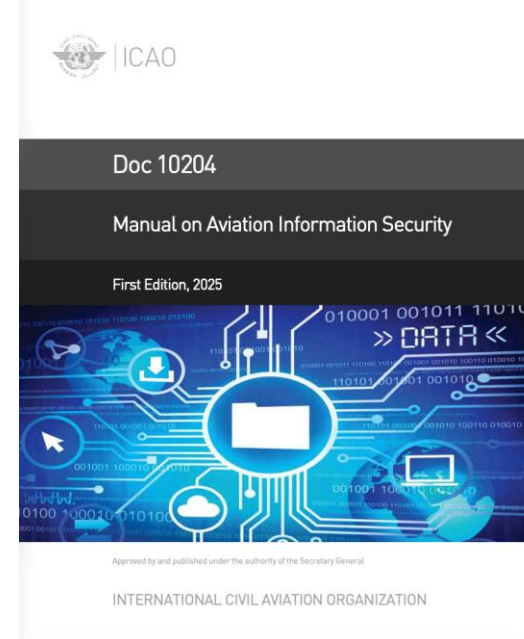 ICAO
Doc 10204
Manual on Aviation Information Security
First Edition, 2025
010001 001011 11010
>> DATA <<
Approved by and published under the authority of the Secretary General
INTERNATIONAL CIVIL AVIATION ORGANIZATION